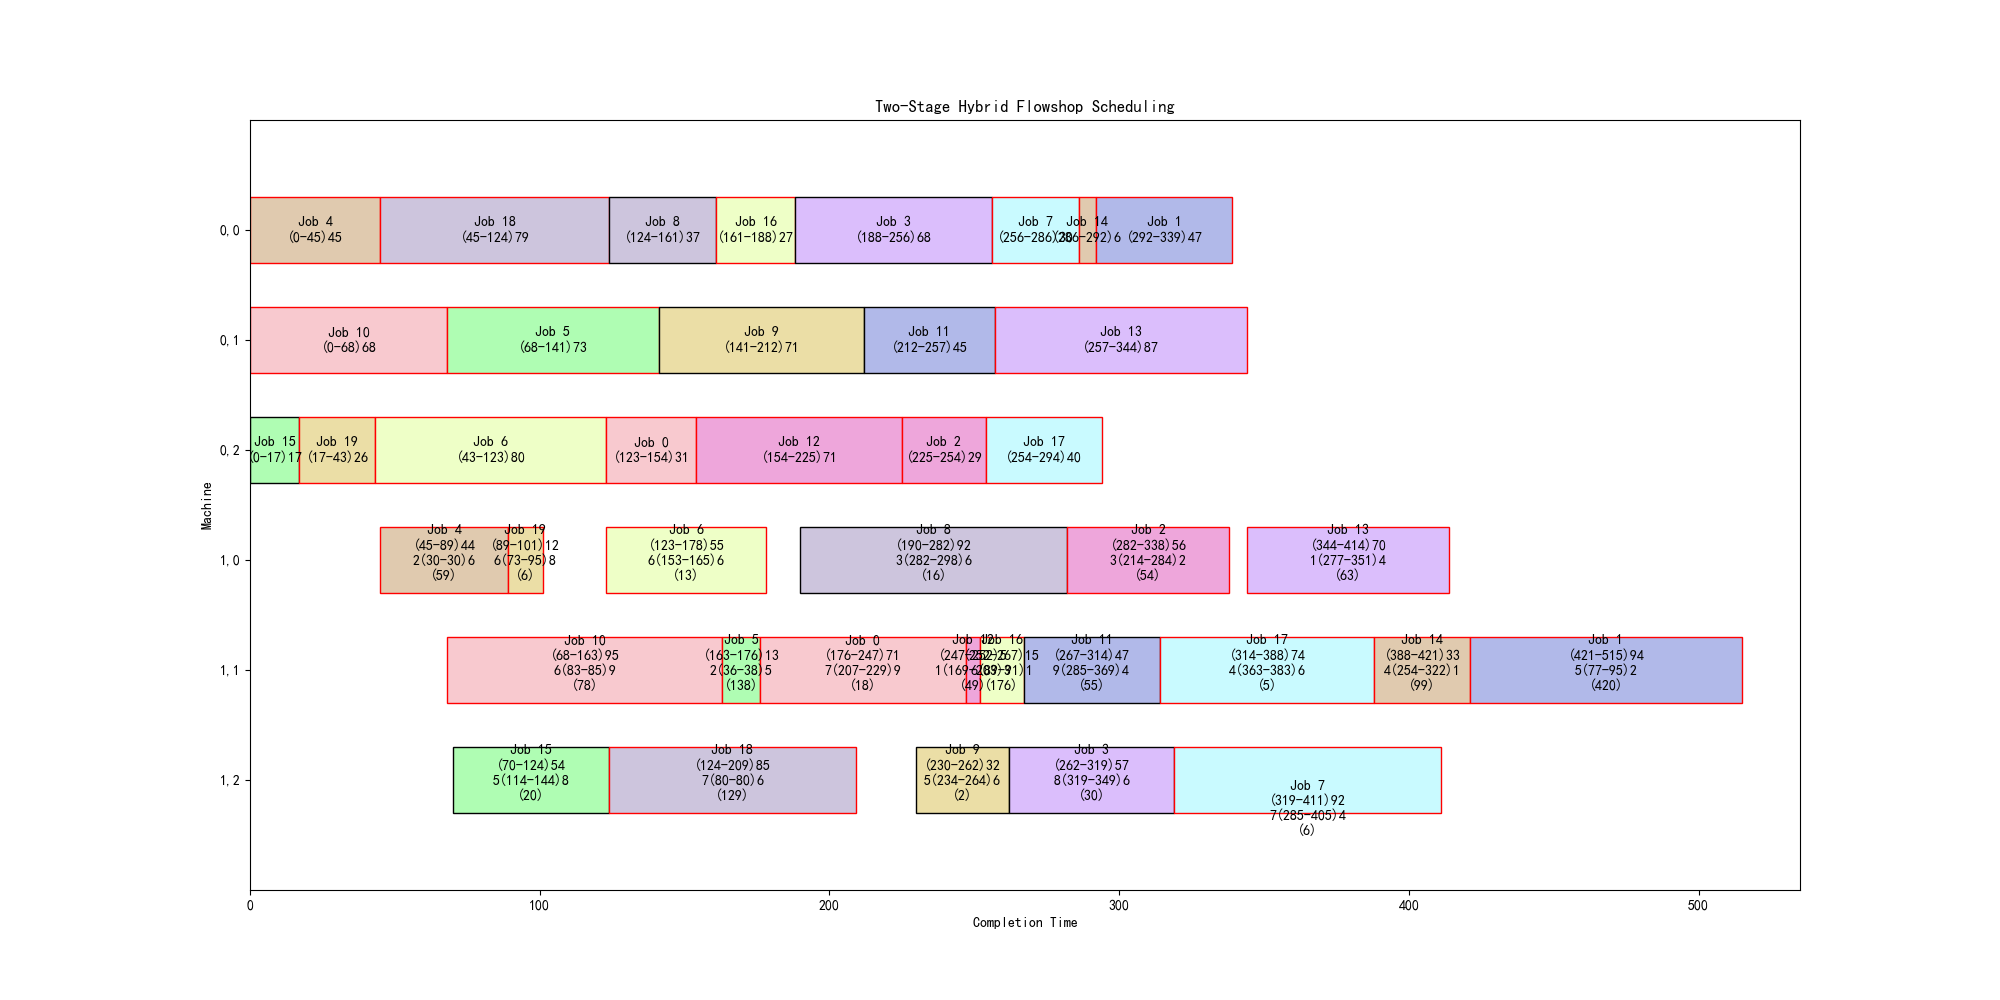 Two-Stage Hybrid Flowshop Scheduling
0,0
Job 4
(0-45)45
Job 18
(45-124)79
Job 8
(124-161)37
Job 16
(161-188)27
Job 3
(188-256)68
Job 7
(256-286)30
Job 14
(286-292)6
Job 1
(292-339)47
0,1
Job 10
(0-68)68
Job 5
(68-141)73
Job 9
(141-212)71
Job 11
(212-257)45
Job 13
(257-344)87
0,2
Job 15
(0-17)17
Job 19
(17-43)26
Job 6
(43-123)80
Job 0
(123-154)31
Job 12
(154-225)71
Job 2
(225-254)29
Job 17
(254-294)40
Machine
1,0
Job 4
(45-89)44
2(30-30)6
(59)
Job 19
(89-101)12
6(73-95)8
(6)
Job 6
(123-178)55
6(153-165)6
(13)
Job 8
(190-282)92
3(282-298)6
(16)
Job 2
(282-338)56
3(214-284)2
(54)
Job 13
(344-414)70
1(277-351)4
(63)
1,1
Job 10
(68-163)95
6(83-85)9
(78)
Job 5
(163-176)13
2(36-38)5
(138)
Job 0
(176-247)71
7(207-229)9
(18)
Job 12
(247-252)5
(49)
Job 16
(252-267)15
(176)
Job 11
(267-314)47
9(285-369)4
(55)
Job 17
(314-388)74
4(363-383)6
(5)
Job 14
(388-421)33
4(254-322)1
(99)
Job 1
(421-515)94
5(77-95)2
(420)
1,2
Job 15
(70-124)54
5(114-144)8
(20)
Job 18
(124-209)85
7(80-80)6
(129)
Job 9
(230-262)32
5(234-264)6
(2)
Job 3
(262-319)57
8(319-349)6
(30)
Job 7
(319-411)92
7(285-405)4
(6)
0
100
200
300
400
500
Completion Time